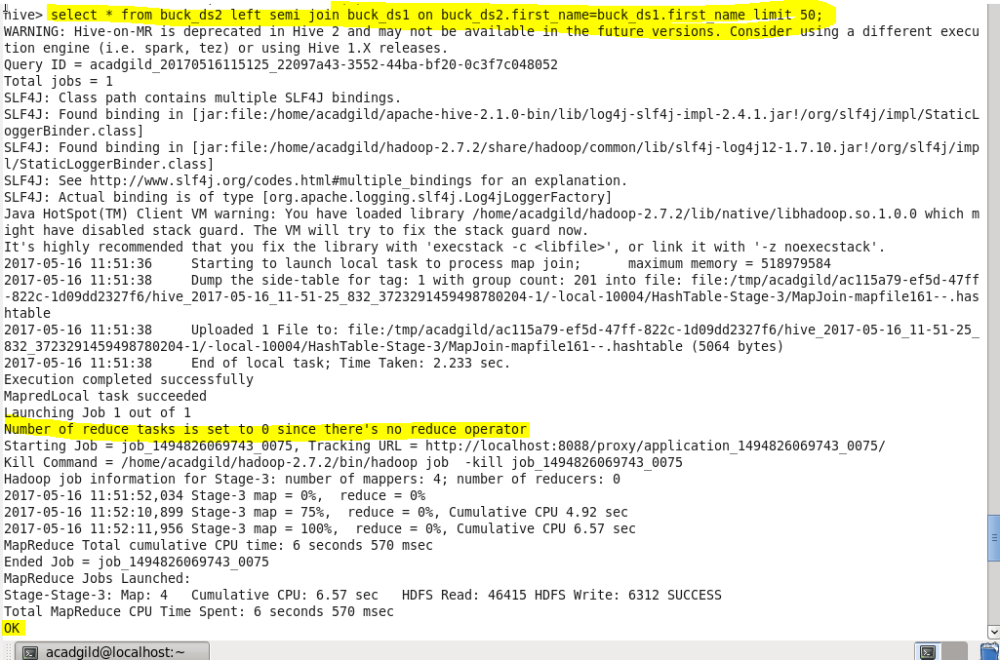 hive> select * from buck_ds2 left semi join buck_ds1 on buck_ds2.first_name=buck_ds1.first_name limit 50;
WARNING: Hive-on-MR is deprecated in Hive 2 and may not be available in the future versions. Consider using a different execu
tion engine (i.e. spark, tez) or using Hive 1.X releases.
Query ID = acadgild_20170516115125_22097a43-3552-44ba-bf20-0c3f7c048052
Total jobs = 1
SLF4J: Class path contains multiple SLF4J bindings.
SLF4J: Found binding in [jar:file:/home/acadgild/apache-hive-2.1.0-bin/lib/log4j-slf4j-impl-2.4.1.jar!/org/slf4j/impl/StaticL
oggerBinder.class]
SLF4J: Found binding in [jar:file:/home/acadgild/hadoop-2.7.2/share/hadoop/common/lib/slf4j-log4j12-1.7.10.jar!/org/slf4j/imp
l/StaticLoggerBinder.class]
SLF4J: See http://www.slf4j.org/codes.html#multiple_bindings for an explanation.
SLF4J: Actual binding is of type [org.apache.logging.slf4j.Log4jLoggerFactory]
Java HotSpot(TM) Client VM warning: You have loaded library /home/acadgild/hadoop-2.7.2/lib/native/libhadoop.so.1.0.0 which m
ight have disabled stack guard. The VM will try to fix the stack guard now.
It's highly recommended that you fix the library with 'execstack -c <libfile>', or link it with '-z noexecstack'.
2017-05-16 11:51:36     Starting to launch local task to process map join;      maximum memory = 518979584
2017-05-16 11:51:38     Dump the side-table for tag: 1 with group count: 201 into file: file:/tmp/acadgild/ac115a79-ef5d-47ff
-822c-1d09dd2327f6/hive_2017-05-16_11-51-25_832_3723291459498780204-1/-local-10004/HashTable-Stage-3/MapJoin-mapfile161--.has
htable
2017-05-16 11:51:38     Uploaded 1 File to: file:/tmp/acadgild/ac115a79-ef5d-47ff-822c-1d09dd2327f6/hive_2017-05-16_11-51-25_
832_3723291459498780204-1/-local-10004/HashTable-Stage-3/MapJoin-mapfile161--.hashtable (5064 bytes)
2017-05-16 11:51:38     End of local task; Time Taken: 2.233 sec.
Execution completed successfully
MapredLocal task succeeded
Launching Job 1 out of 1
Number of reduce tasks is set to 0 since there's no reduce operator
Starting Job = job_1494826069743_0075, Tracking URL = http://localhost:8088/proxy/application_1494826069743_0075/
Kill Command = /home/acadgild/hadoop-2.7.2/bin/hadoop job  -kill job_1494826069743_0075
Hadoop job information for Stage-3: number of mappers: 4; number of reducers: 0
2017-05-16 11:51:52,034 Stage-3 map = 0%,  reduce = 0%
2017-05-16 11:52:10,899 Stage-3 map = 75%,  reduce = 0%, Cumulative CPU 4.92 sec
2017-05-16 11:52:11,956 Stage-3 map = 100%,  reduce = 0%, Cumulative CPU 6.57 sec
MapReduce Total cumulative CPU time: 6 seconds 570 msec
Ended Job = job_1494826069743_0075
MapReduce Jobs Launched:
Stage-Stage-3: Map: 4   Cumulative CPU: 6.57 sec   HDFS Read: 46415 HDFS Write: 6312 SUCCESS
Total MapReduce CPU Time Spent: 6 seconds 570 msec
OK
acadgild@localhost:~